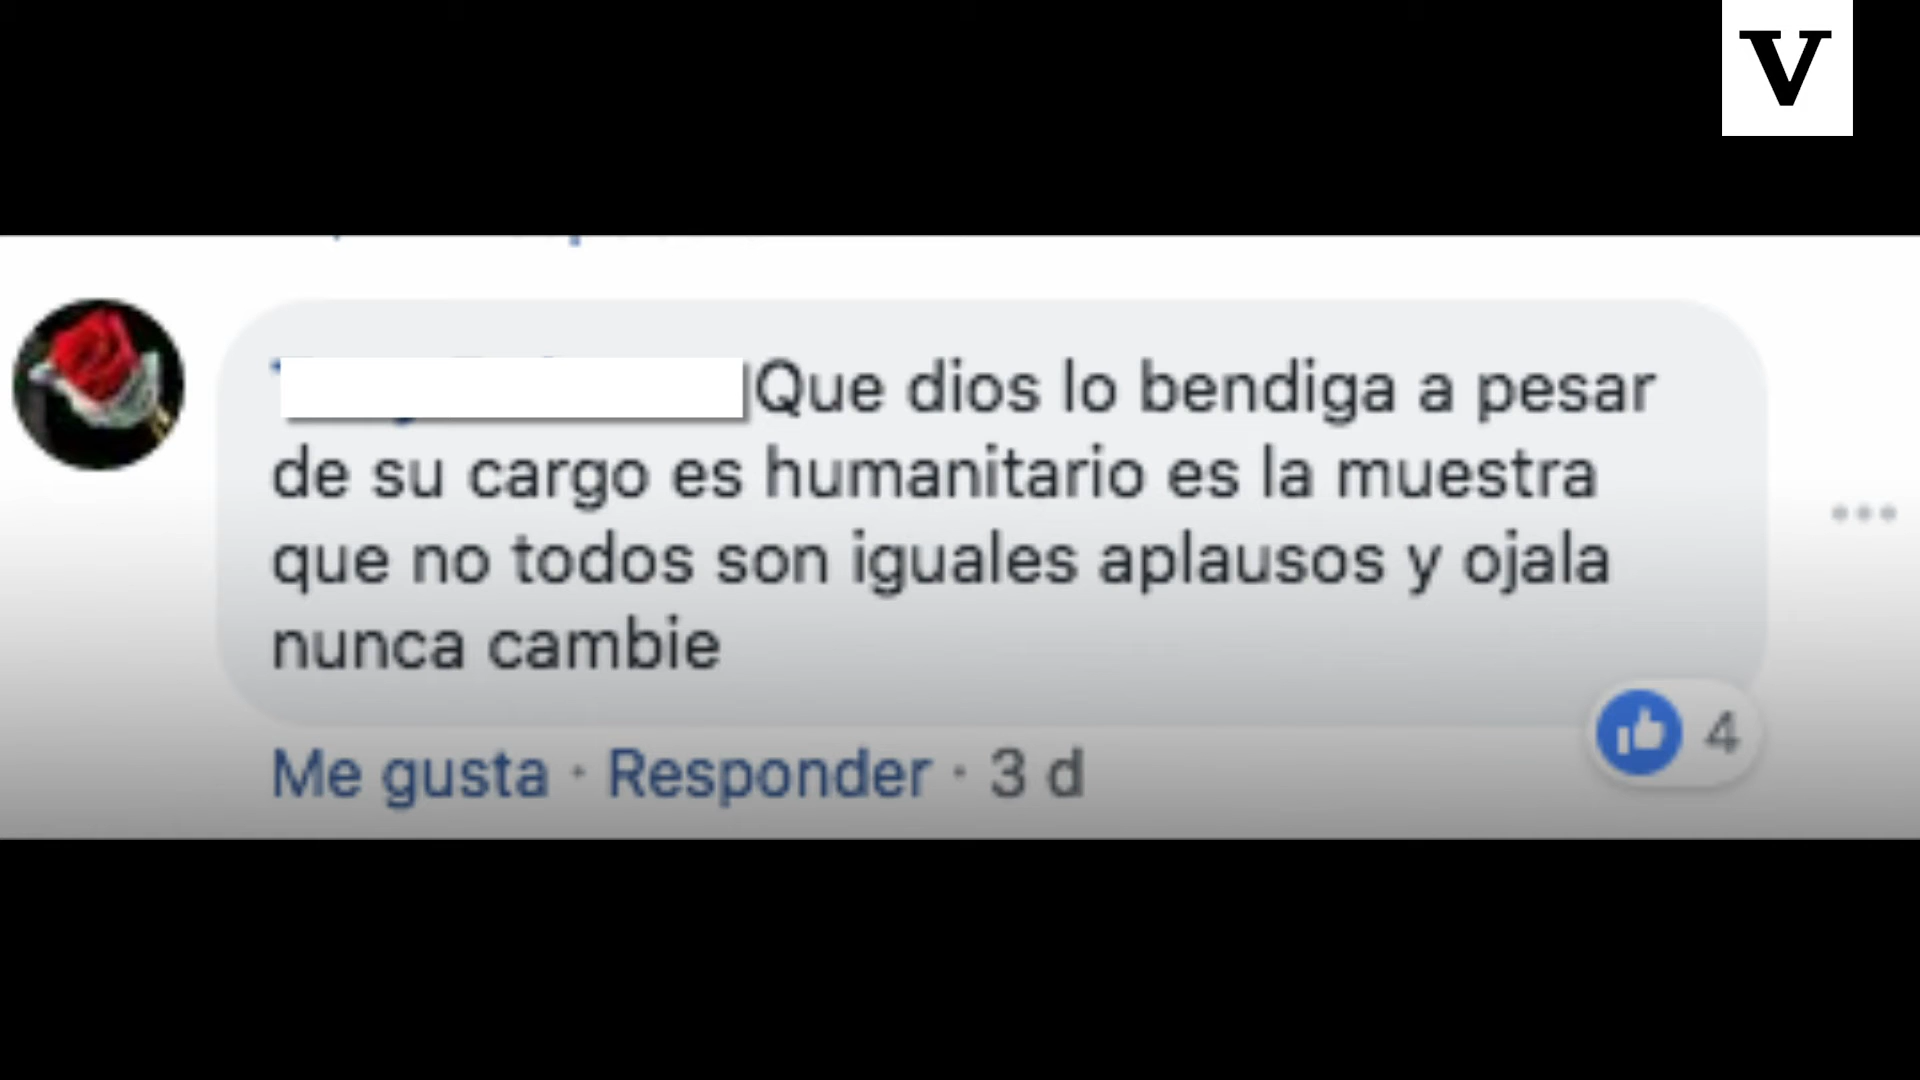 V
Que dios lo bendiga a pesar
de su cargo es humanitario es la muestra
que no todos son iguales aplausos y ojala
nunca cambie
4
Me gusta · Responder · 3 d